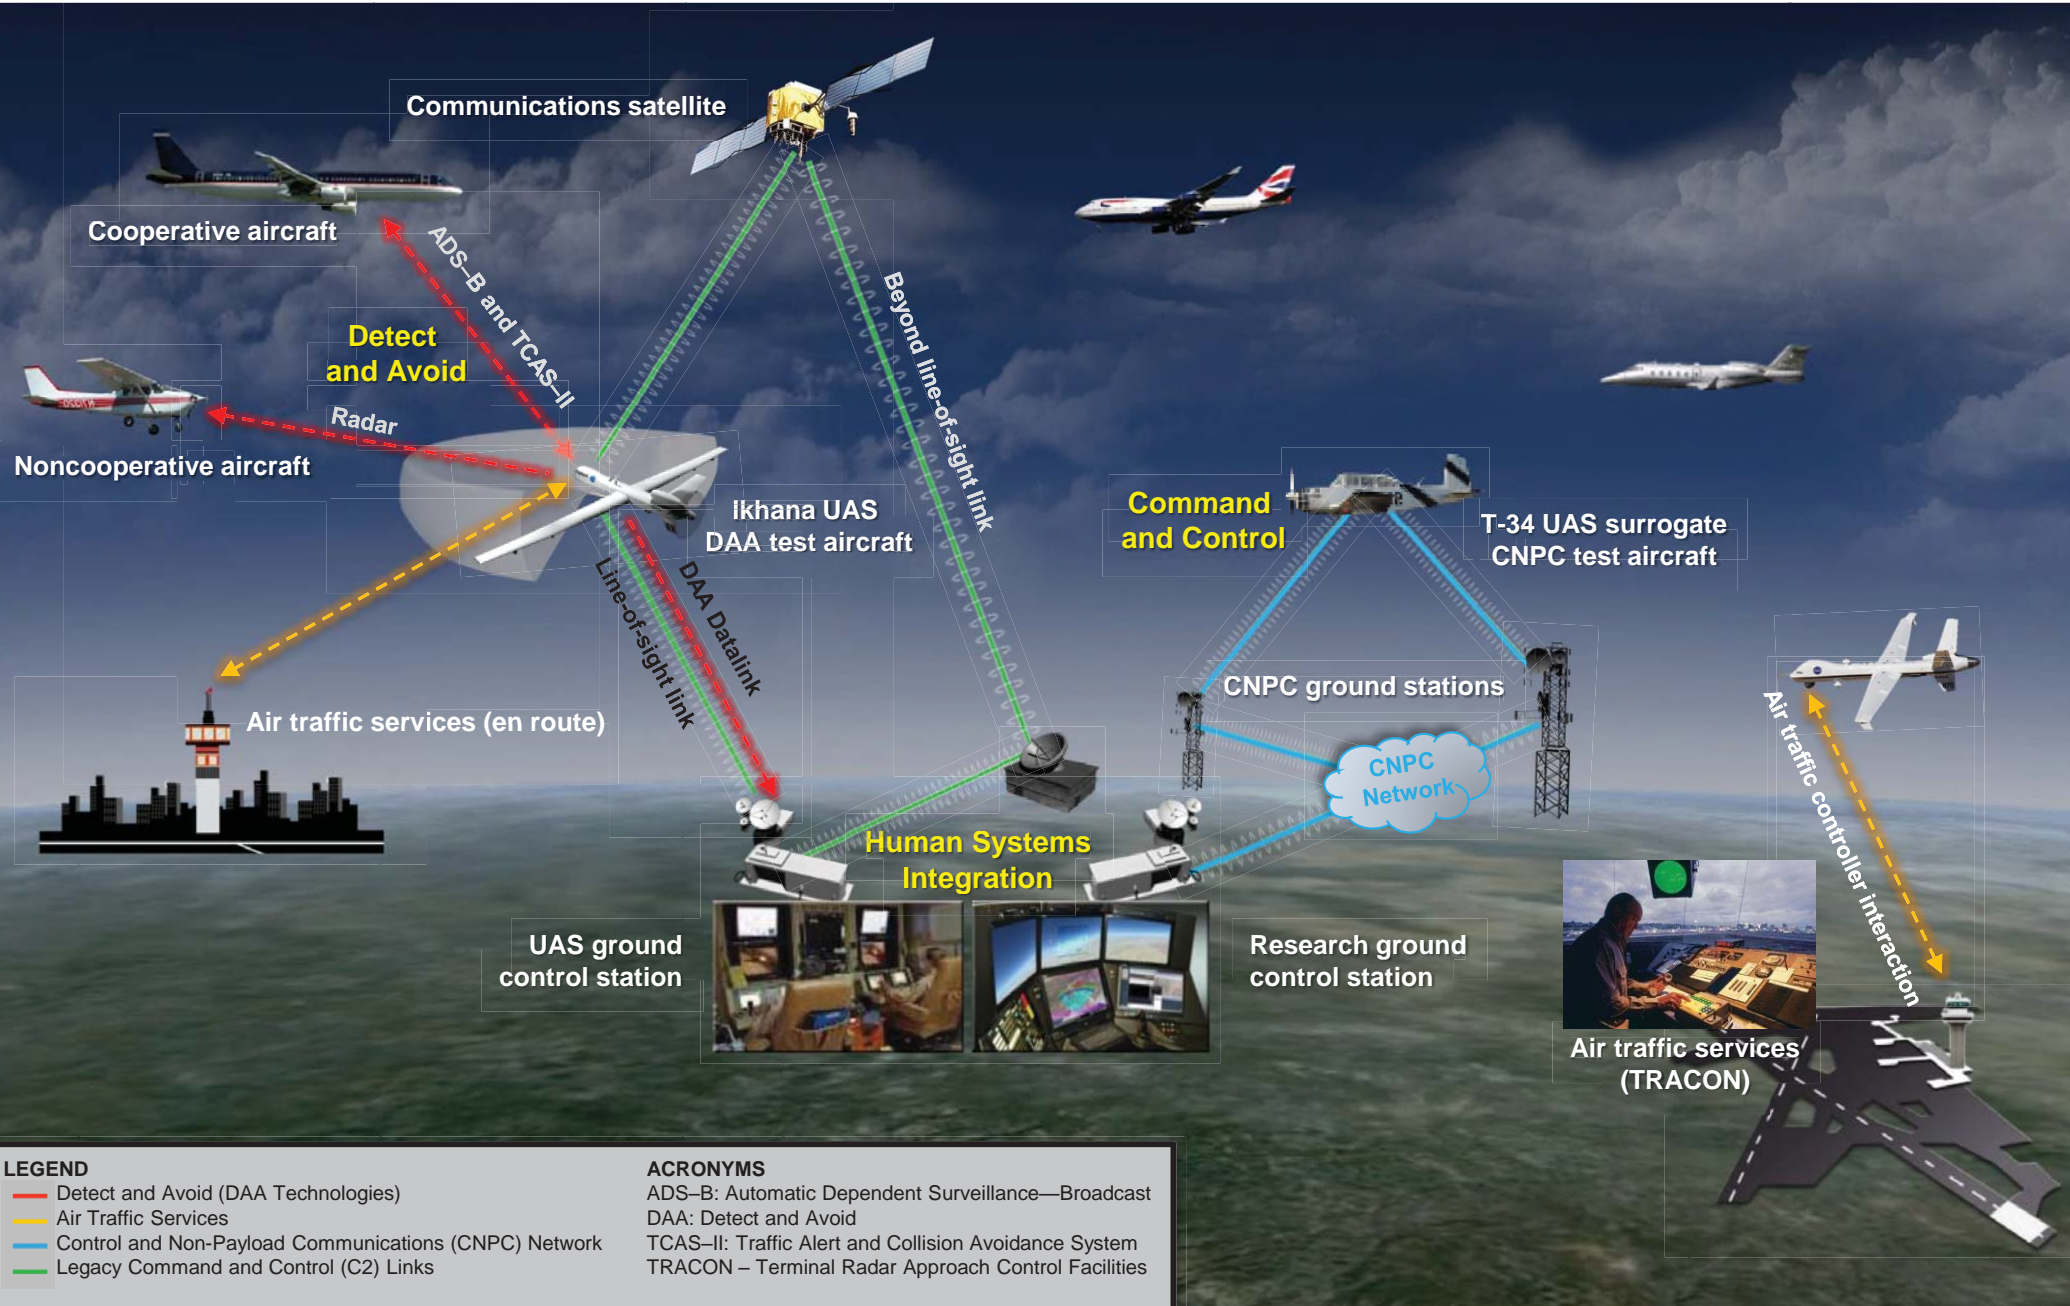 Communications satellite
Cooperative aircraft
ADS–B and TCAS–II
Detect
and Avoid
Radar
Noncooperative aircraft
Beyond line-of-sight link
Ikhana UAS
DAA test aircraft
Command
and Control
T-34 UAS surrogate
CNPC test aircraft
Line-of-sight link
DAA Datalink
CNPC ground stations
Air traffic services (en route)
CNPC
Network
Air traffic controller interaction
Human Systems
Integration
UAS ground
control station
Research ground
control station
Air traffic services
(TRACON)
LEGEND
Detect and Avoid (DAA Technologies)
Air Traffic Services
Control and Non-Payload Communications (CNPC) Network
Legacy Command and Control (C2) Links
ACRONYMS
ADS–B: Automatic Dependent Surveillance—Broadcast
DAA: Detect and Avoid
TCAS–II: Traffic Alert and Collision Avoidance System
TRACON – Terminal Radar Approach Control Facilities